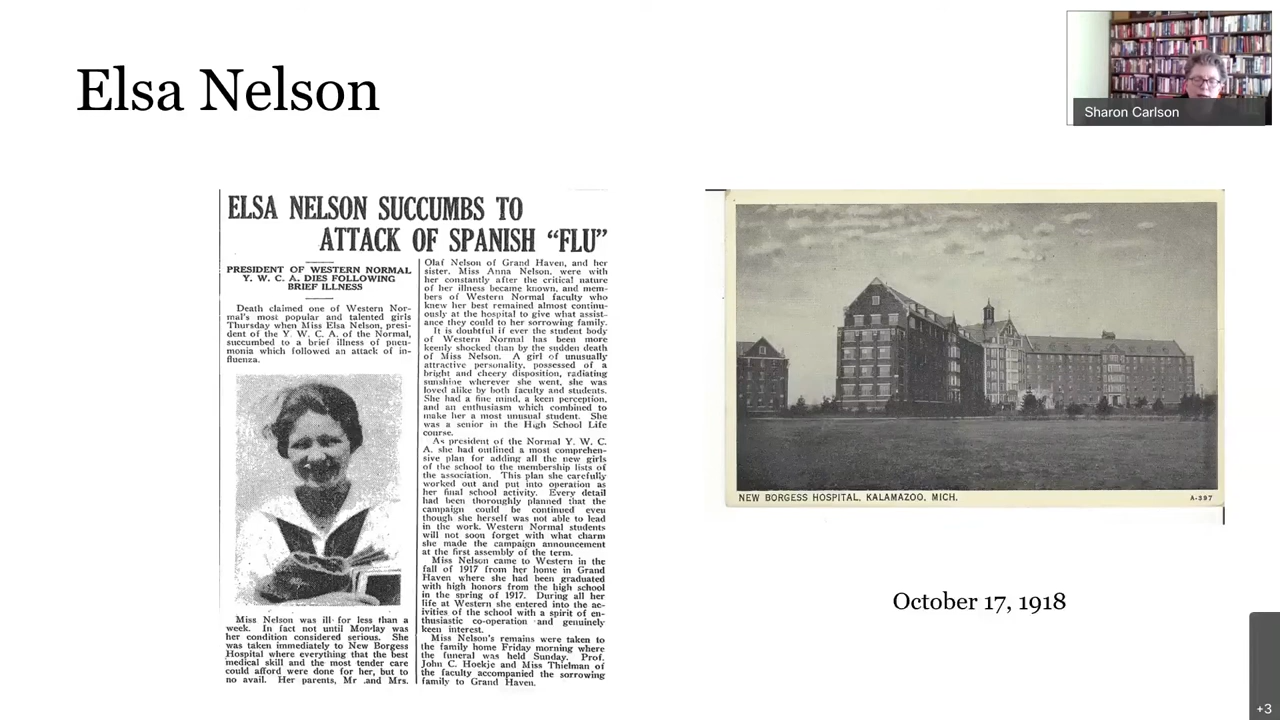 Elsa Nelson
Sharon Carlson
ELSA NELSON SUCCUMBS TO
ATTACK OF SPANISH “FLU”
PRESIDENT OF WESTERN NORMAL
Y. W. C. A. DIES FOLLOWING
BRIEF ILLNESS
Death claimed one of Western Nor-
mal's most popular and talented girls
Thursday when Miss Elsa Nelson, presi-
dent of the Y. W. C. A. of the Normal,
succumbed to a brief illness of pneu-
monia which followed an attack of in-
fluenza.
Miss Nelson was ill for less than a
week. In fact not until Monday was
her condition considered serious. She
was taken immediately to New Borgess
Hospital where everything that the best
medical skill and the most tender care
could afford were done for her, but to
no avail. Her parents, Mr .and Mrs.
Olaf Nelson of Grand Haven, and her
sister, Miss Anna Nelson, were with
her constantly after the critical nature
of her illness became known, and mem-
bers of Western Normal faculty who
knew her best remained almost continu-
ously at the hospital to give what assist-
ance they could to her sorrowing family.
It is doubtful if ever the student body
of Western Normal has been more
keenly shocked than by the sudden death
of Miss Nelson. A girl of unusually
attractive personality, possessed of a
bright and cheery disposition, radiating
sunshine wherever she went, she was
loved alike by both faculty and students.
She had a fine mind, a keen perception,
and an enthusiasm which combined to
make her a most unusual student. She
was a senior in the High School Life
course.
As president of the Normal Y. W. C.
A. she had outlined a most comprehen-
sive plan for adding all the new girls
of the school to the membership lists of
the association. This plan she carefully
worked out and put into operation as
her final school activity. Every detail
had been thoroughly planned that the
campaign could be continued even
though she herself was not able to lead
in the work. Western Normal students
will not soon forget with what charm
she made the campaign announcement
at the first assembly of the term.
Miss Nelson came to Western in the
fall of 1917 from her home in Grand
Haven where she had been graduated
with high honors from the high school
in the spring of 1917. During all her
life at Western she entered into the ac-
ivities of the school with a spirit of en-
thusiastic co-operation and genuinely
keen interest.
Miss Nelson's remains were taken to
the family home Friday morning where
the funeral was held Sunday. Prof.
John C. Hoekje and Miss Thielman of
the faculty accompanied the sorrowing
family to Grand Haven.
NEW BORGESS HOSPITAL, KALAMAZOO, MICH.
A-397
October 17, 1918
+3